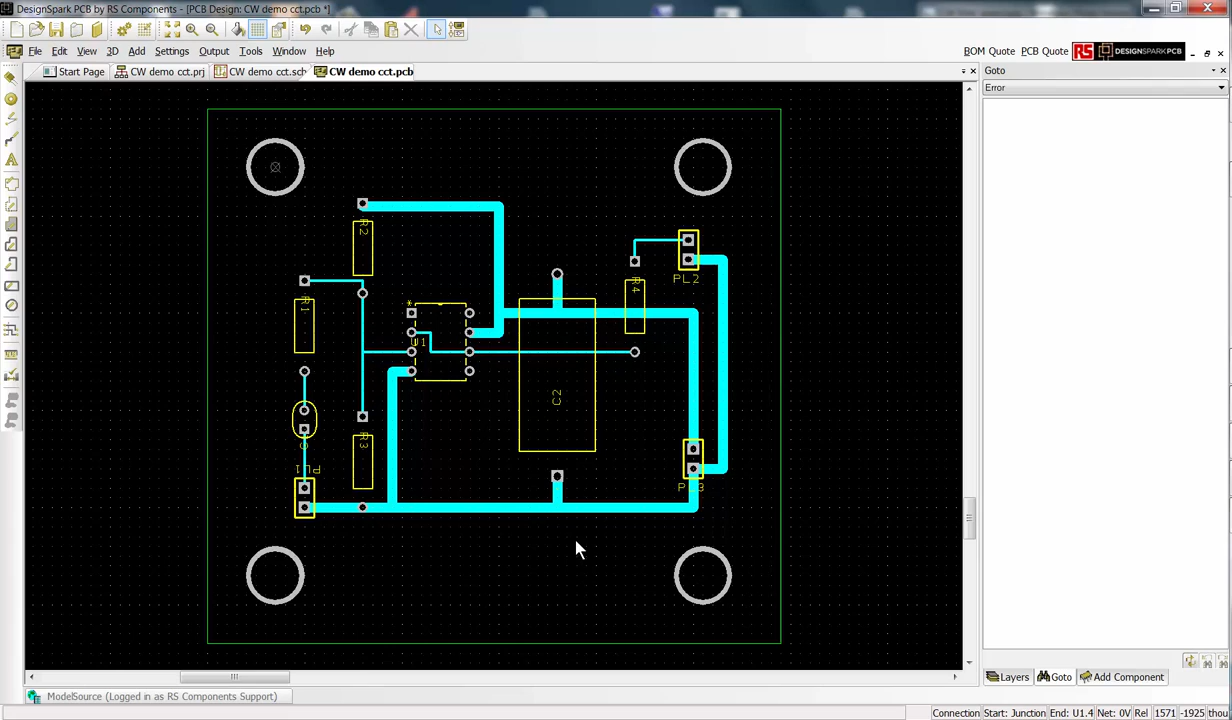 DesignSpark PCB by RS Components - [PCB Design: CW demo cct.pcb *]
File Edit View 3D Add Settings Output Tools Window Help
BOM Quote PCB Quote RS DESIGNSPARK PCB
Start Page CW demo cct.prj CW demo cct.sch CW demo cct.pcb
Goto
Error
R2
R4
PL2
R1
*
U1
C2
R3
PL1
PL3
Layers Goto Add Component
ModelSource (Logged in as RS Components Support)
Connection Start: Junction End: U1.4 Net: 0V Rel 1571 -1925 thou